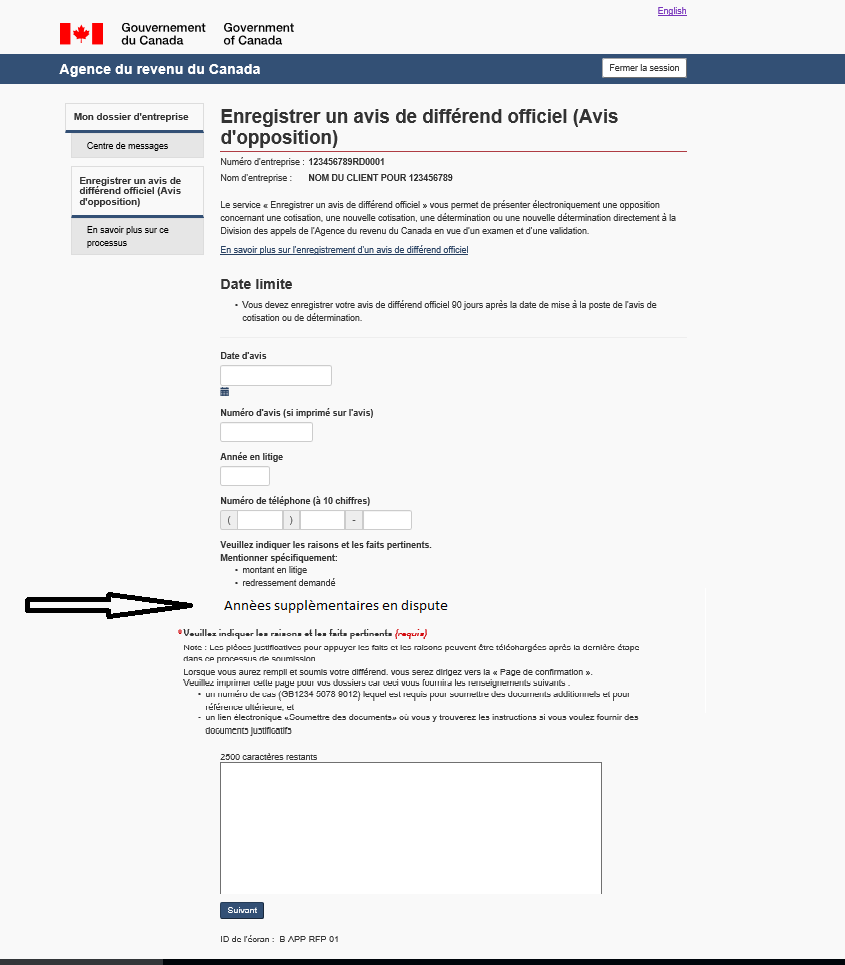 English
Gouvernement
du Canada
Government
of Canada
Agence du revenu du Canada
Fermer la session
Mon dossier d'entreprise
Centre de messages
Enregistrer un avis de
différend officiel (Avis
d'opposition)
En savoir plus sur ce
processus
Enregistrer un avis de différend officiel (Avis
d'opposition)
Numéro d'entreprise : 123456789RD0001
Nom d'entreprise : NOM DU CLIENT POUR 123456789
Le service « Enregistrer un avis de différend officiel » vous permet de présenter électroniquement une opposition
concernant une cotisation, une nouvelle cotisation, une détermination ou une nouvelle détermination directement à la
Division des appels de l'Agence du revenu du Canada en vue d'un examen et d'une validation.
En savoir plus sur l'enregistrement d'un avis de différend officiel
Date limite
• Vous devez enregistrer votre avis de différend officiel 90 jours après la date de mise à la poste de l'avis de
cotisation ou de détermination.
Date d'avis
Numéro d'avis (si imprimé sur l'avis)
Année en litige
Numéro de téléphone (à 10 chiffres)
( ) -
Veuillez indiquer les raisons et les faits pertinents.
Mentionner spécifiquement:
• montant en litige
• redressement demandé
Annèes supplèmentaires en dispute
* Veuillez indiquer les raisons et les faits pertinents (requis)
Note : Les pièces justificatives pour appuyer les faits et les raisons peuvent être téléchargées après la dernière étape
dans ce processus de soumission.
Lorsque vous aurez rempli et soumis votre différend, vous serez dirigez vers la « Page de confirmation ».
Veuillez imprimer cette page pour vos dossiers car ceci vous fournira les renseignements suivants :
• un numéro de cas (GB1234 5678 9012) lequel est requis pour soumettre des documents additionnels et pour
référence ultérieure, et
- un lien électronique «Soumettre des documents» où vous y trouverez les instructions si vous voulez fournir des
documents justificatifs
2500 caractères restants
Suivant
ID de l'écran : B-APP-RFP-01